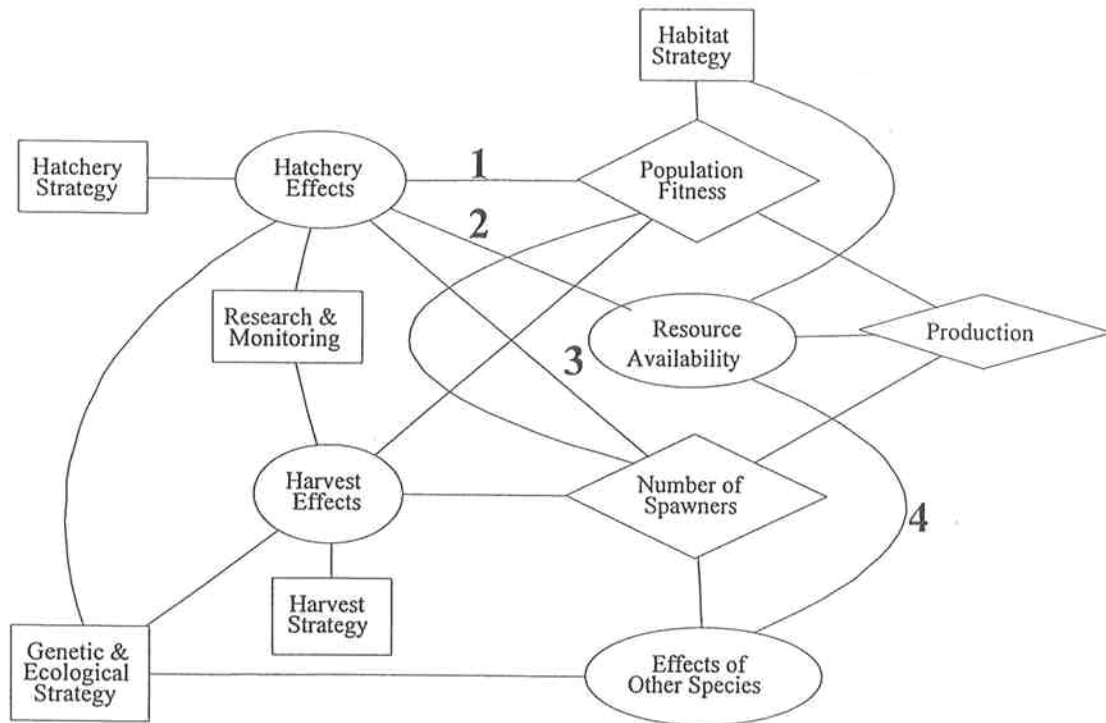 Habitat
Strategy
Hatchery
Strategy
Hatchery
Effects
1
Population
Fitness
2
Research &
Monitoring
Resource
Availability
Production
3
Harvest
Effects
Number of
Spawners
4
Harvest
Strategy
Genetic &
Ecological
Strategy
Effects of
Other Species